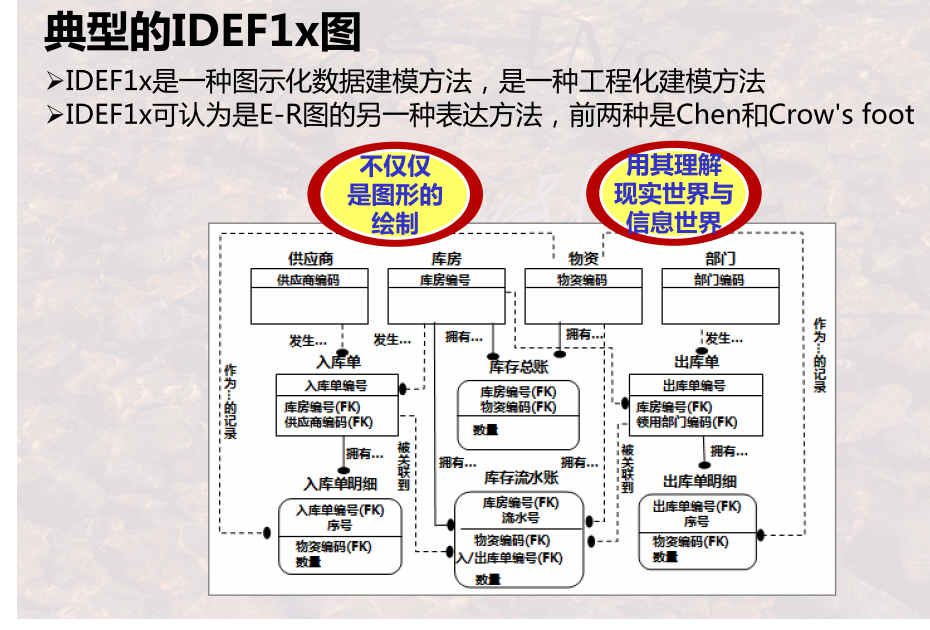 典型的IDEF1x图
➢IDEF1x是一种图示化数据建模方法，是一种工程化建模方法
➢IDEF1x可认为是E-R图的另一种表达方法，前两种是Chen和Crow's foot
不仅仅
是图形的
绘制
用其理解
现实世界与
信息世界
供应商
供应商编码
库房
库房编号
物资
物资编码
部门
部门编码
发生...
发生...
拥有...
拥有...
发生...
作为...的记录
作为...的记录
入库单
入库单编号
库房编号(FK)
供应商编码(FK)
库存总账
库房编号(FK)
物资编码(FK)
数量
出库单
出库单编号
库房编号(FK)
领用部门编码(FK)
拥有...
被关联到
拥有...
拥有...
被关联到
拥有...
入库单明细
入库单编号(FK)
序号
物资编码(FK)
数量
库存流水账
库房编号(FK)
流水号
物资编码(FK)
入/出库单编号(FK)
数量
出库单明细
出库单编号(FK)
序号
物资编码(FK)
数量